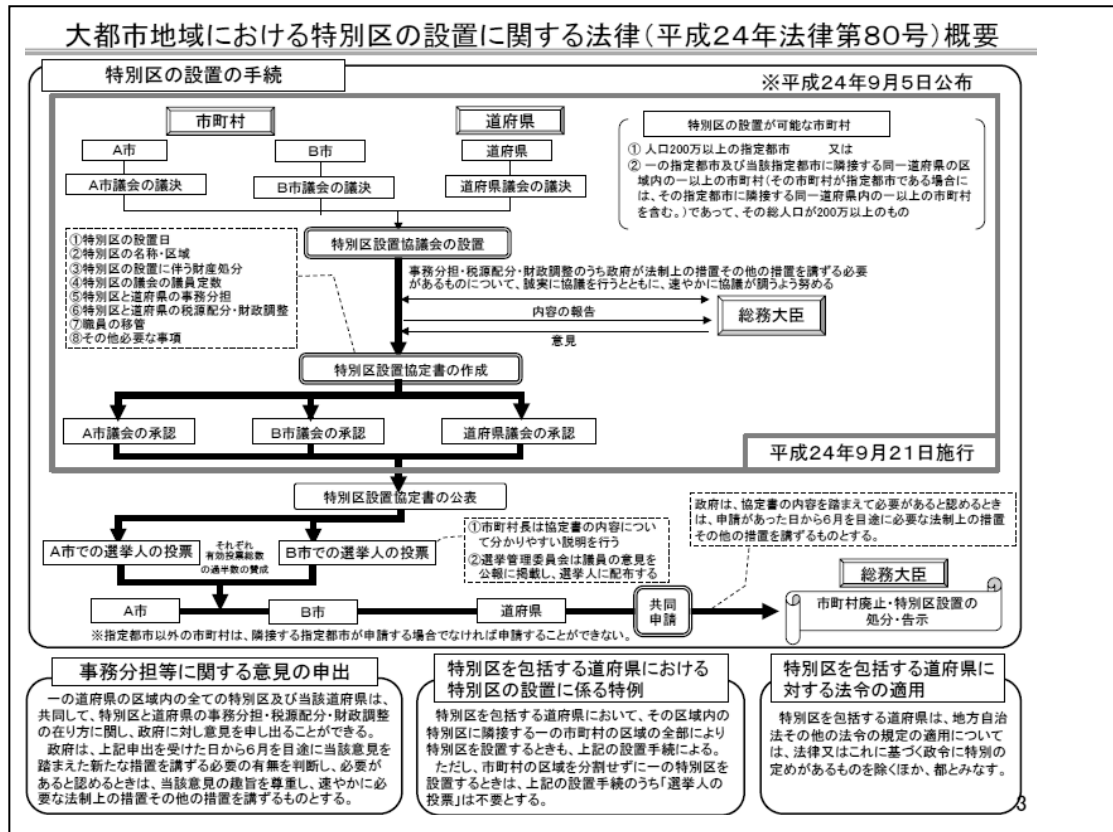 大都市地域における特別区の設置に関する法律(平成24年法律第80号)概要
特別区の設置の手続
※平成24年9月5日公布
市町村
道府県
A市
B市
道府県
A市議会の議決
B市議会の議決
道府県議会の議決
特別区の設置が可能な市町村
① 人口200万以上の指定都市 又は
② 一の指定都市及び当該指定都市に隣接する同一道府県の区
域内の一以上の市町村(その市町村が指定都市である場合に
は、その指定都市に隣接する同一道府県内の一以上の市町村
を含む。)であって、その総人口が200万以上のもの
特別区設置協議会の設置
①特別区の設置日
②特別区の名称・区域
③特別区の設置に伴う財産処分
④特別区の議会の議員定数
⑤特別区と道府県の事務分担
⑥特別区と道府県の税源配分・財政調整
⑦職員の移管
⑧その他必要な事項
事務分担・税源配分・財政調整のうち政府が法制上の措置その他の措置を講ずる必要
があるものについて、誠実に協議を行うとともに、速やかに協議が調うよう努める
内容の報告
意見
総務大臣
特別区設置協定書の作成
A市議会の承認
B市議会の承認
道府県議会の承認
平成24年9月21日施行
特別区設置協定書の公表
A市での選挙人の投票
それぞれ
有効投票総数
の過半数の賛成
B市での選挙人の投票
①市町村長は協定書の内容につい
て分かりやすい説明を行う
②選挙管理委員会は議員の意見を
公報に掲載し、選挙人に配布する
政府は、協定書の内容を踏まえて必要があると認めるとき
は、申請があった日から6月を目途に必要な法制上の措置
その他の措置を講ずるものとする。
A市
B市
道府県
共同
申請
総務大臣
市町村廃止・特別区設置の
処分・告示
※指定都市以外の市町村は、隣接する指定都市が申請する場合でなければ申請することができない。
事務分担等に関する意見の申出
一の道府県の区域内の全ての特別区及び当該道府県は、
共同して、特別区と道府県の事務分担・税源配分・財政調整
の在り方に関し、政府に対し意見を申し出ることができる。
政府は、上記申出を受けた日から6月を目途に当該意見を
踏まえた新たな措置を講ずる必要の有無を判断し、必要が
あると認めるときは、当該意見の趣旨を尊重し、速やかに必
要な法制上の措置その他の措置を講ずるものとする。
特別区を包括する道府県における
特別区の設置に係る特例
特別区を包括する道府県において、その区域内の
特別区に隣接する一の市町村の区域の全部により
特別区を設置するときも、上記の設置手続による。
ただし、市町村の区域を分割せずに一の特別区を
設置するときは、上記の設置手続のうち「選挙人の
投票」は不要とする。
特別区を包括する道府県に
対する法令の適用
特別区を包括する道府県は、地方自治
法その他の法令の規定の適用について
は、法律又はこれに基づく政令に特別の
定めがあるものを除くほか、都とみなす。
3